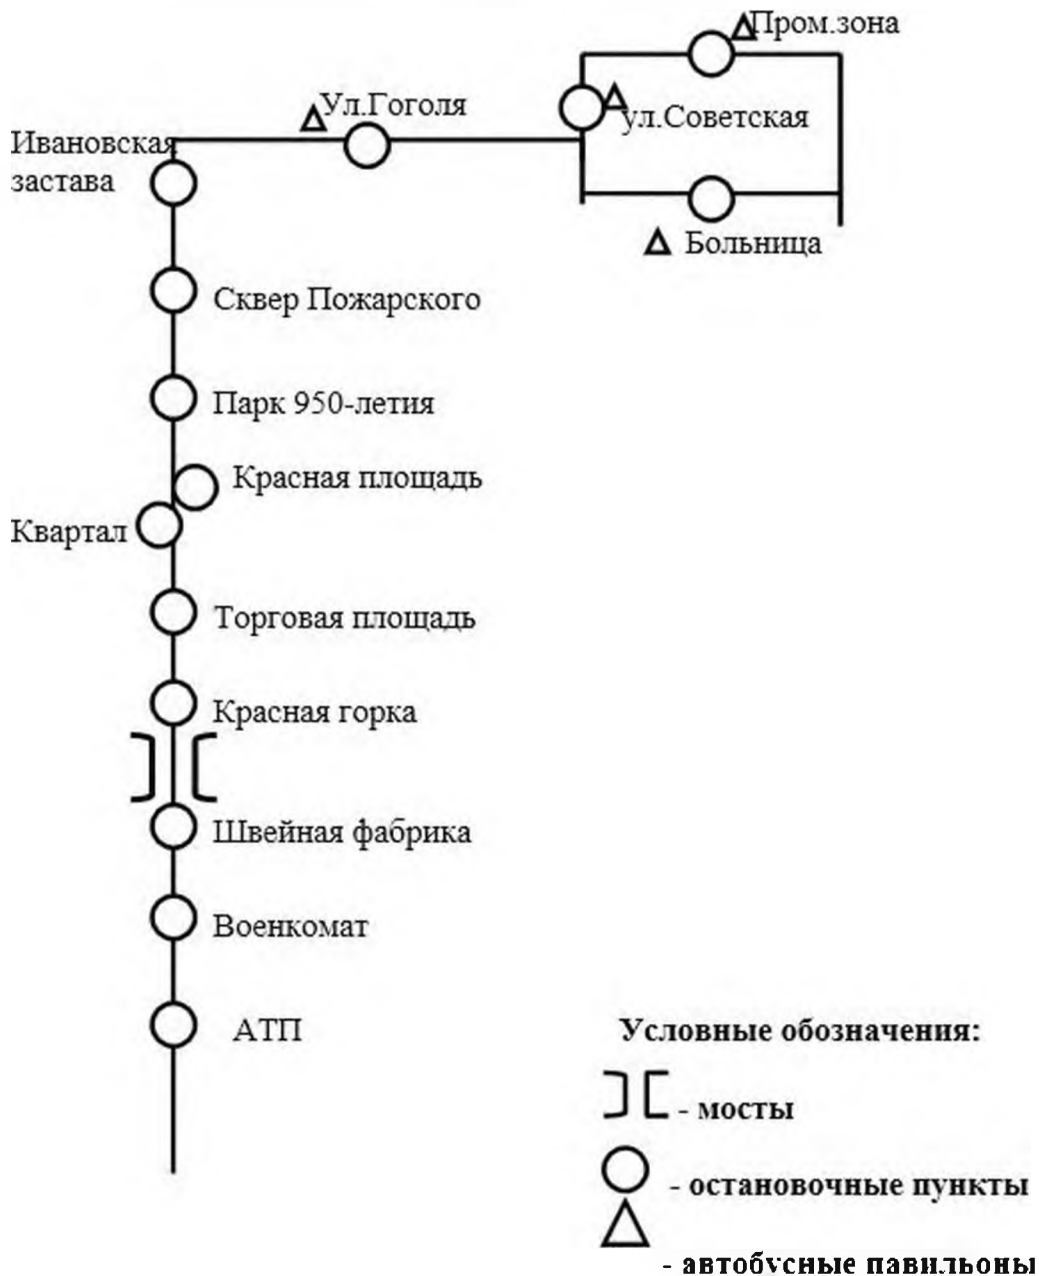 Пром.зона
Ул.Гоголя
ул.Советская
Ивановская
застава
Больница
Сквер Пожарского
Парк 950-летия
Красная площадь
Квартал
Торговая площадь
Красная горка
Швейная фабрика
Военкомат
АТП
Условные обозначения:
- мосты
- остановочные пункты
- автобусные павильоны